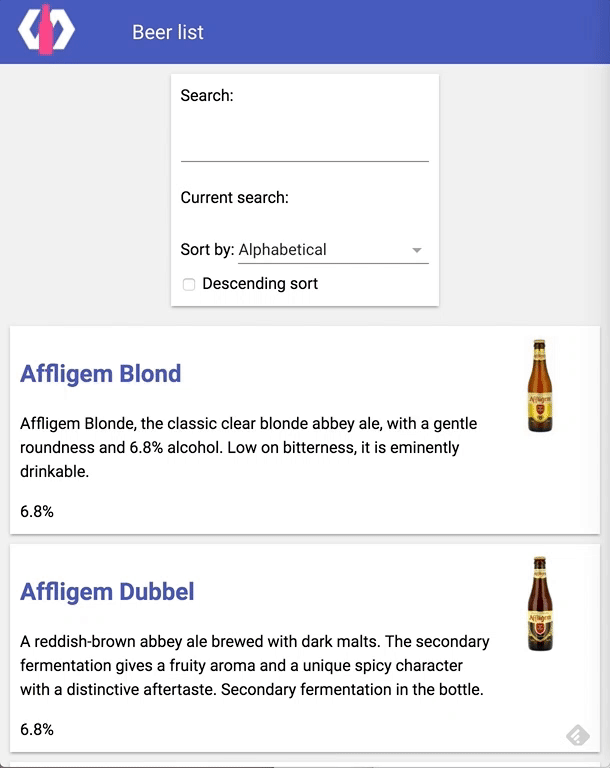 Beer list
Search:
Current search:
Sort by: Alphabetical
Descending sort
Affligem Blond
Affligem Blonde, the classic clear blonde abbey ale, with a gentle
roundness and 6.8% alcohol. Low on bitterness, it is eminently
drinkable.
6.8%
Affligem Dubbel
A reddish-brown abbey ale brewed with dark malts. The secondary
fermentation gives a fruity aroma and a unique spicy character
with a distinctive aftertaste. Secondary fermentation in the bottle.
6.8%